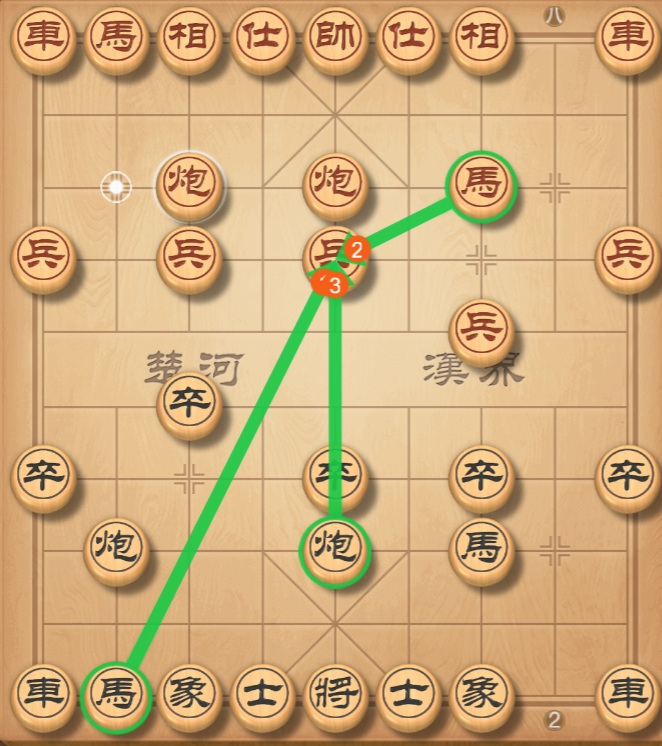 八
車 馬 相 仕 帥 仕 相 車
炮 炮 馬
兵 兵 兵 2 兵
3
兵
楚河 漢界
卒
卒 卒 卒 卒
炮 炮 馬
車 馬 象 士 將 士 象 車
2